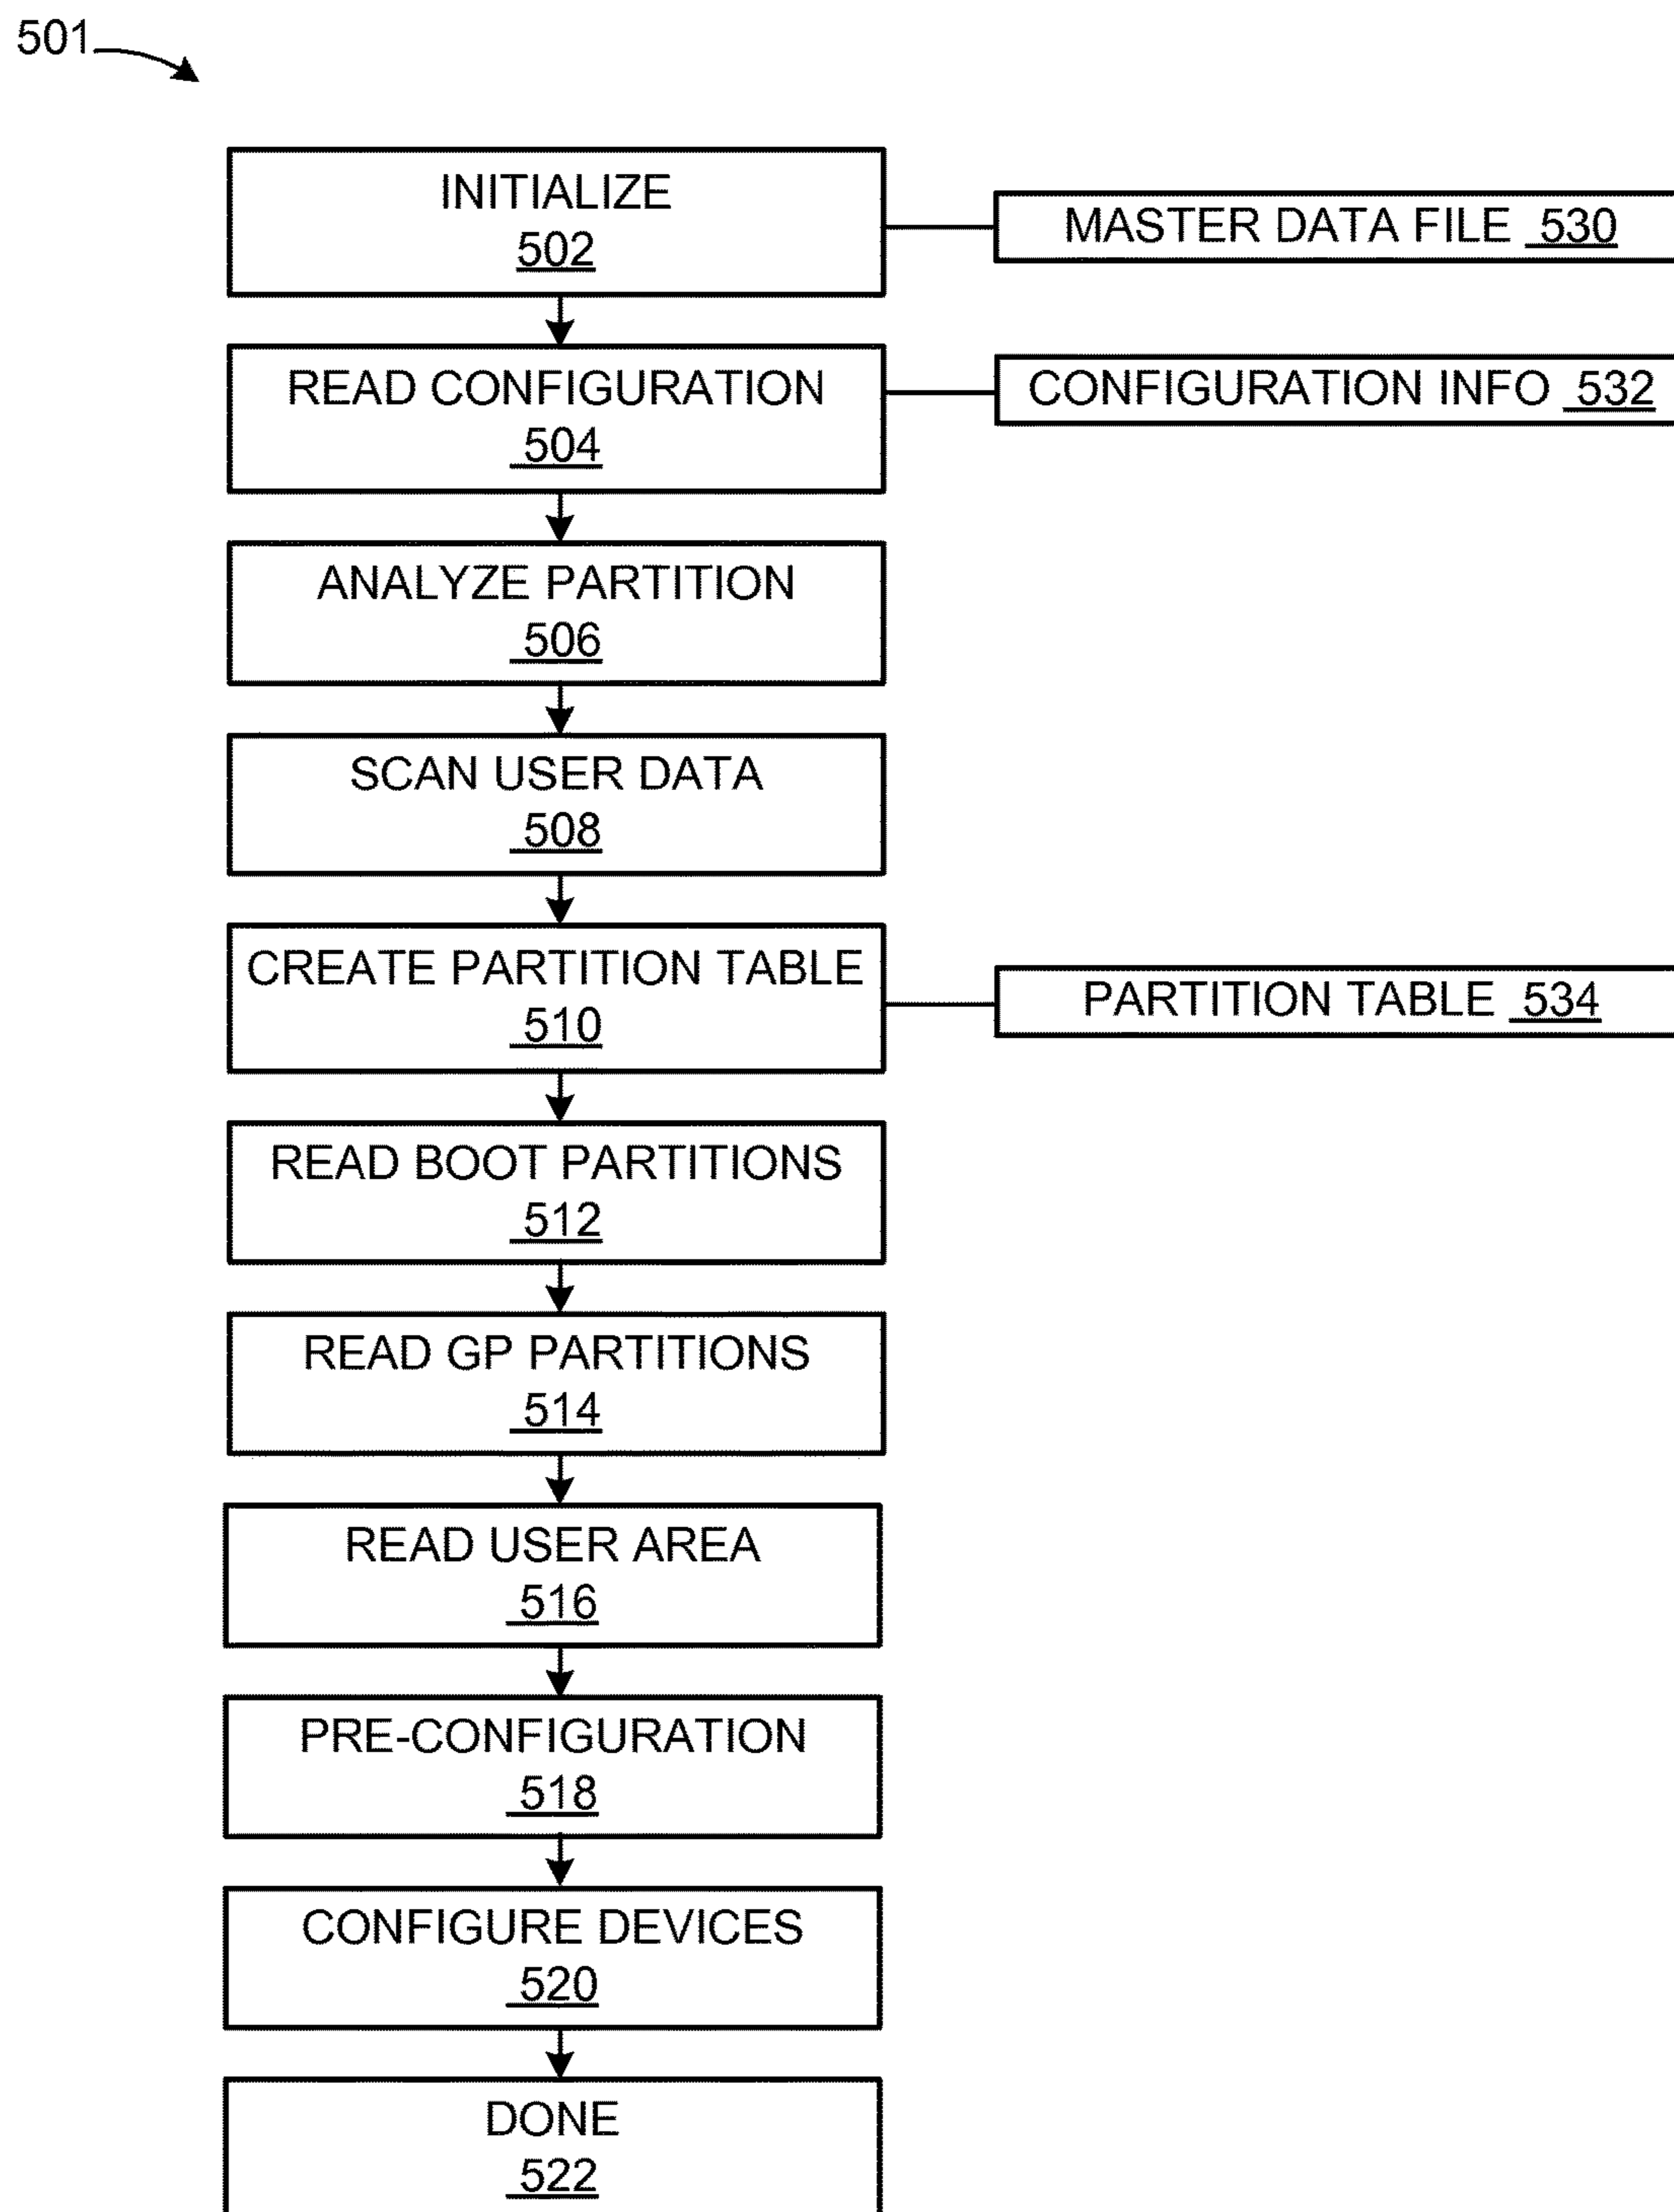 501
INITIALIZE
502
MASTER DATA FILE 530
READ CONFIGURATION
504
CONFIGURATION INFO 532
ANALYZE PARTITION
506
SCAN USER DATA
508
CREATE PARTITION TABLE
510
PARTITION TABLE 534
READ BOOT PARTITIONS
512
READ GP PARTITIONS
514
READ USER AREA
516
PRE-CONFIGURATION
518
CONFIGURE DEVICES
520
DONE
522